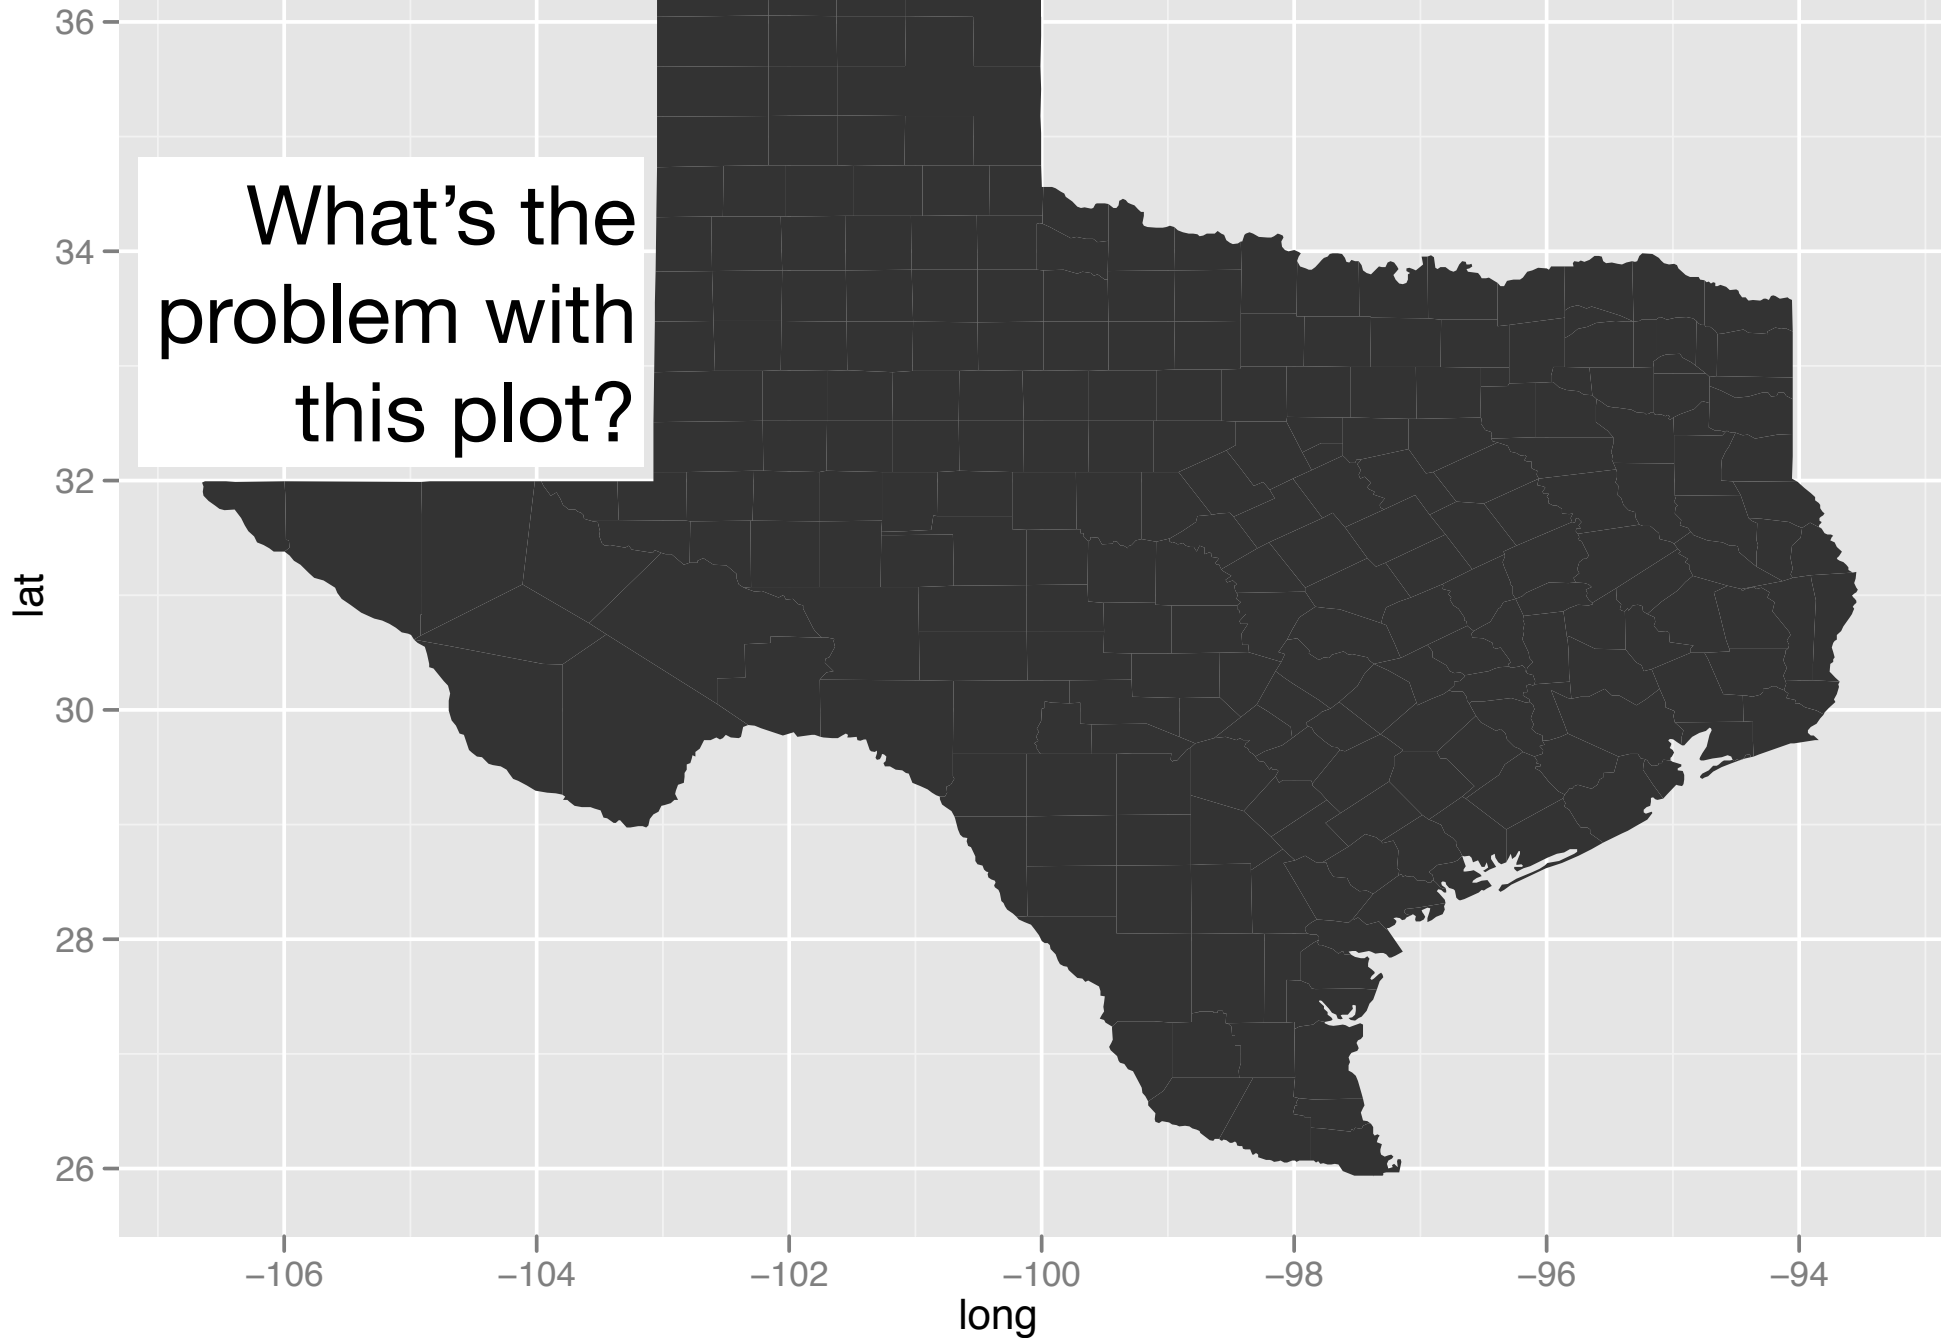 What's the
problem with
this plot?
36
34
32
30
28
26
lat
−106
−104
−102
−100
−98
−96
−94
long